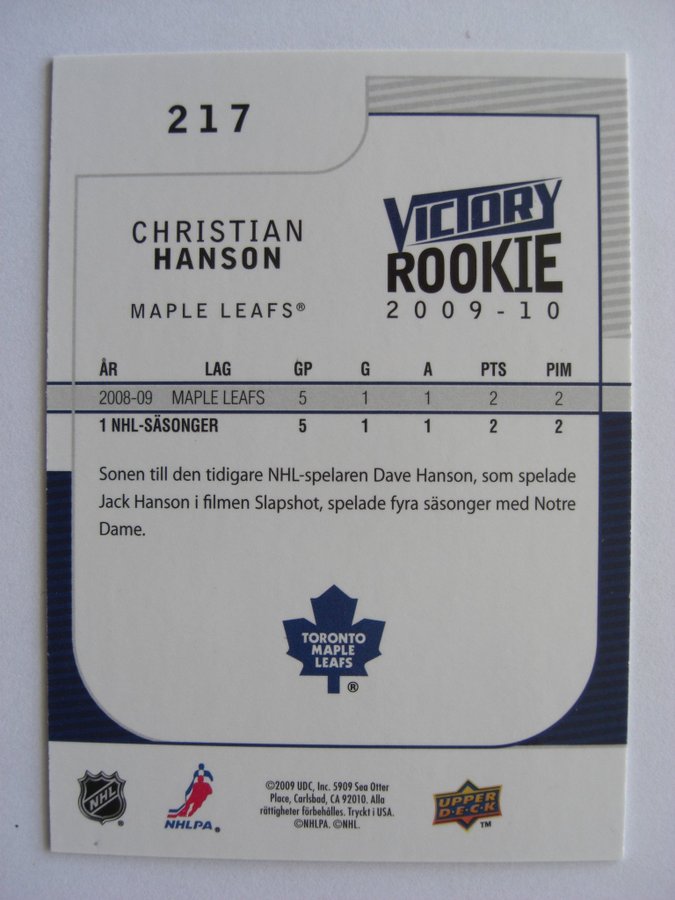 217
CHRISTIAN
HANSON
MAPLE LEAFS®
VICTORY
ROOKIE
2009-10
ÅR LAG GP G A PTS PIM
2008-09 MAPLE LEAFS 5 1 1 2 2
1 NHL-SÄSONGER 5 1 1 2 2
Sonen till den tidigare NHL-spelaren Dave Hanson, som spelade
Jack Hanson i filmen Slapshot, spelade fyra säsonger med Notre
Dame.
TORONTO
MAPLE
LEAFS
®
NHL ®
NHLPA. ®
©2009 UDC, Inc. 5909 Sea Otter
Place, Carlsbad, CA 92010. Alla
rättigheter förbehålles. Tryckt i USA.
©NHLPA. ©NHL.
UPPER
D·E·C·K
TM